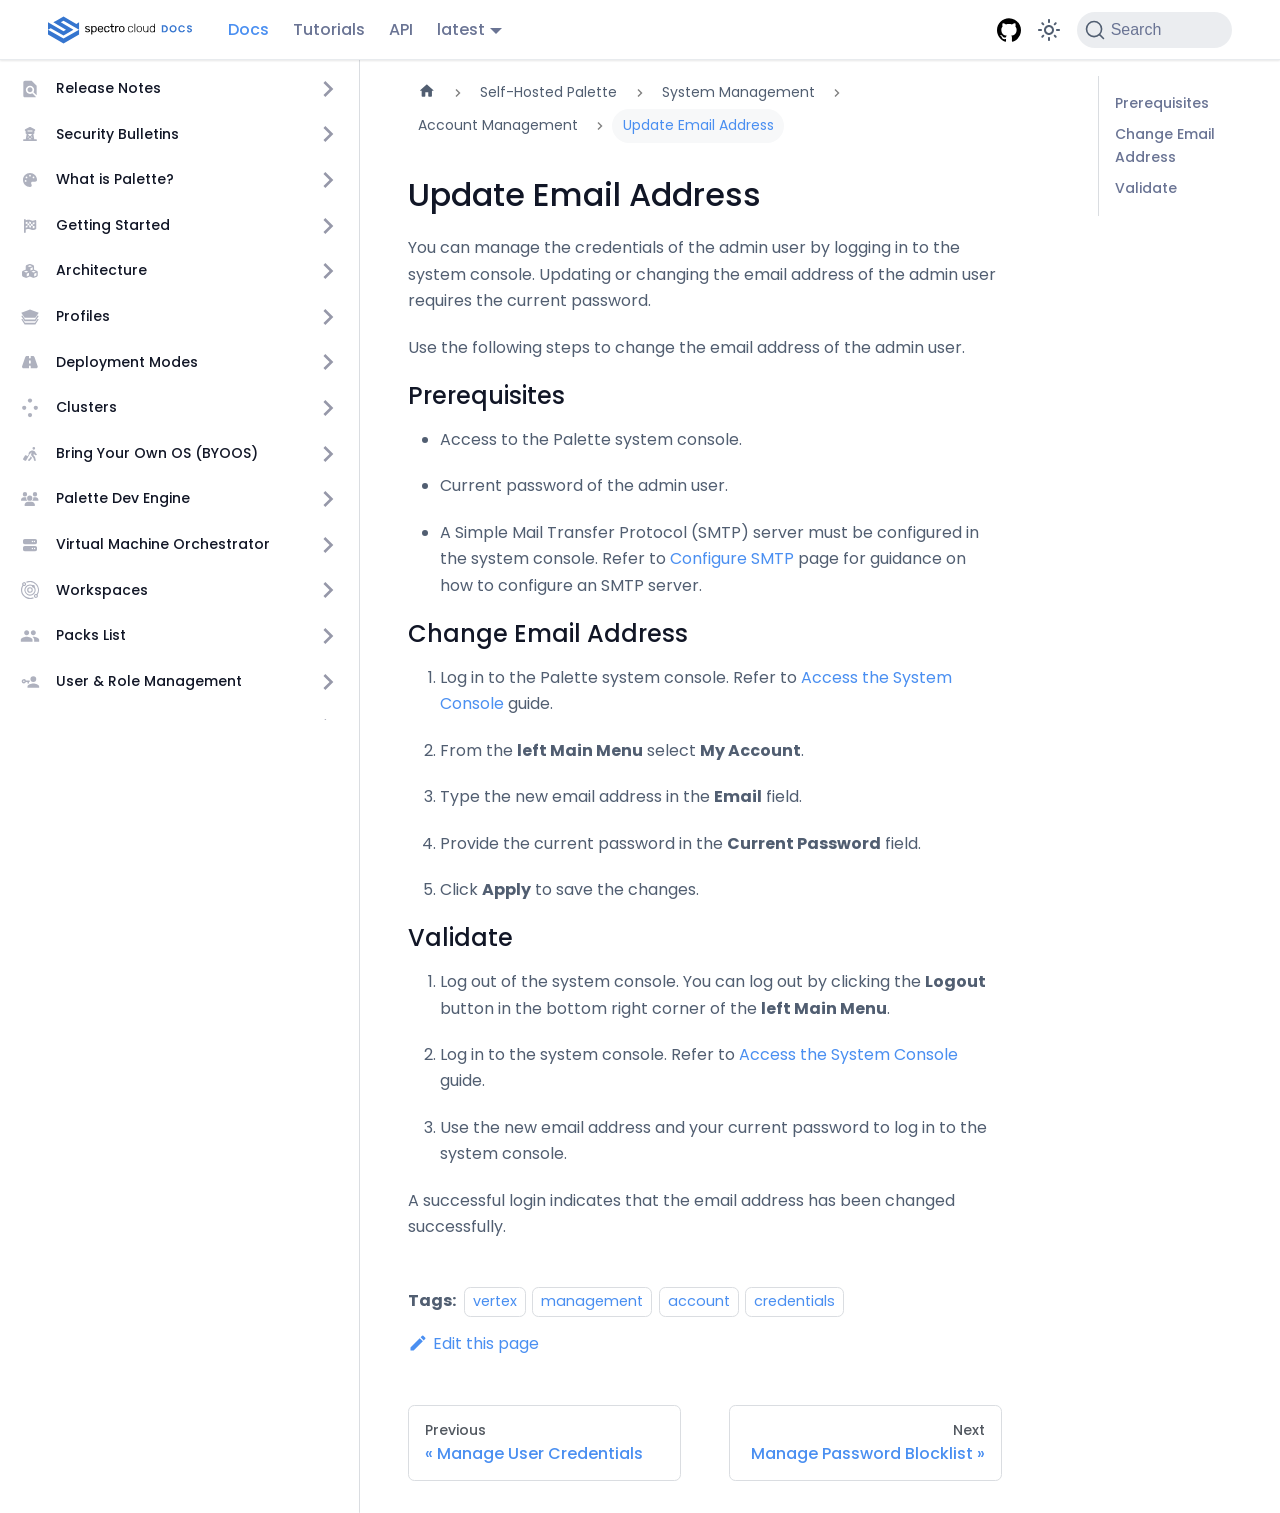 spectro cloud DOCS
Docs
Tutorials
API
latest
Search
Release Notes
Security Bulletins
What is Palette?
Getting Started
Architecture
Profiles
Deployment Modes
Clusters
Bring Your Own OS (BYOOS)
Palette Dev Engine
Virtual Machine Orchestrator
Workspaces
Packs List
User & Role Management
Self-Hosted Palette
System Management
Account Management
Update Email Address
Update Email Address
You can manage the credentials of the admin user by logging in to the
system console. Updating or changing the email address of the admin user
requires the current password.
Use the following steps to change the email address of the admin user.
Prerequisites
Access to the Palette system console.
Current password of the admin user.
A Simple Mail Transfer Protocol (SMTP) server must be configured in
the system console. Refer to Configure SMTP page for guidance on
how to configure an SMTP server.
Change Email Address
1. Log in to the Palette system console. Refer to Access the System
Console guide.
2. From the left Main Menu select My Account.
3. Type the new email address in the Email field.
4. Provide the current password in the Current Password field.
5. Click Apply to save the changes.
Validate
1. Log out of the system console. You can log out by clicking the Logout
button in the bottom right corner of the left Main Menu.
2. Log in to the system console. Refer to Access the System Console
guide.
3. Use the new email address and your current password to log in to the
system console.
A successful login indicates that the email address has been changed
successfully.
Tags: vertex management account credentials
Edit this page
Previous
« Manage User Credentials
Next
Manage Password Blocklist »
Prerequisites
Change Email
Address
Validate